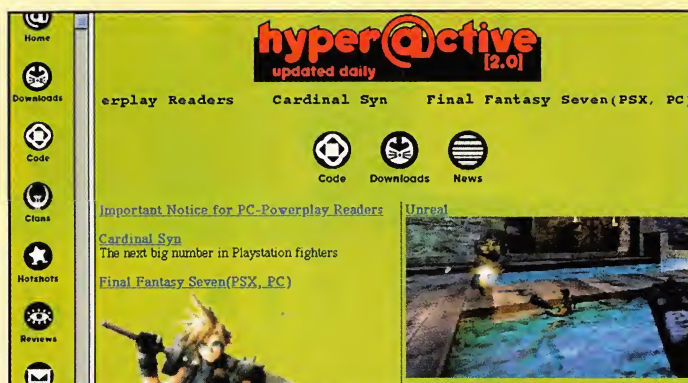 Home
Downloads
Code
Clans
Hotshots
Reviews
hyper@ctive
[2.0]
updated daily
erplay Readers Cardinal Syn Final Fantasy Seven(PSX, PC)
Code Downloads News
Important Notice for PC-Powerplay Readers
Cardinal Syn
The next big number in Playstation fighters
Final Fantasy Seven(PSX, PC)
Unreal